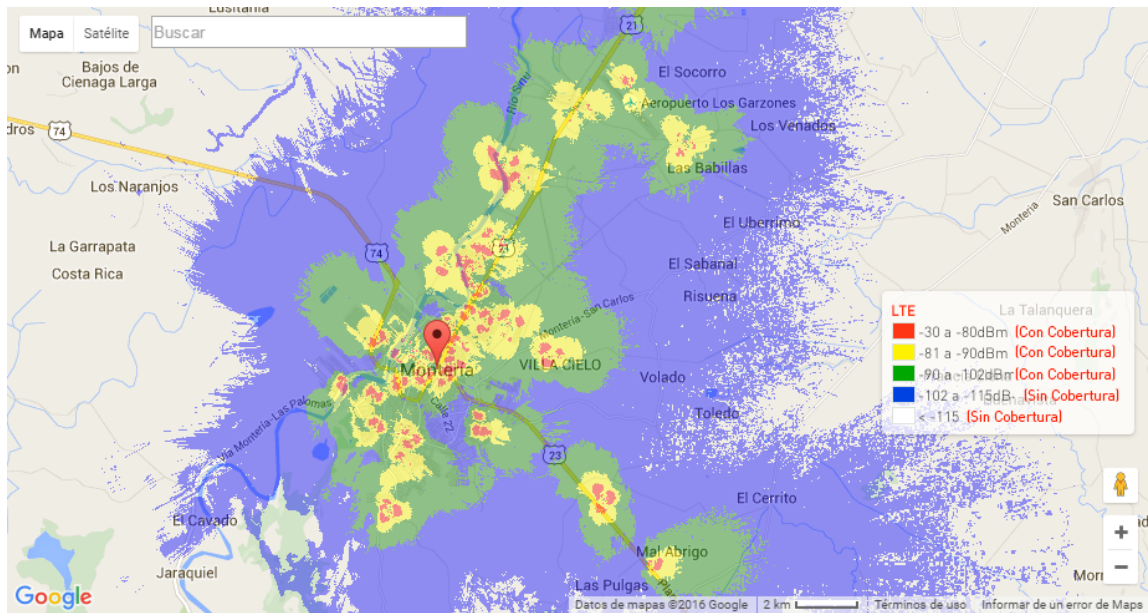 Lusitania
Mapa
Satélite
Buscar
21
Bajos de
Cienaga Larga
El Socorro
Río Sinú
Aeropuerto Los Garzones
Los Venados
dros
74
Las Babillas
Los Naranjos
San Carlos
El Uberrimo
Montería
La Garrapata
74
21
Costa Rica
El Sabanal
Risuena
LTE
La Talanquera
-30 a -80dBm (Con Cobertura)
Montería-San Carlos
-81 a -90dBm (Con Cobertura)
Montería
VILLA CIELO
Volado
-90 a -102dBm (Con Cobertura)
-102 a -115dB- (Sin Cobertura)
Toledo
< -115 (Sin Cobertura)
Vía Montería-Las Palomas
Calle 22
23
El Cerrito
El Cavado
Mal Abrigo
Jaraquiel
Mor
Las Pulgas
Google
Datos de mapas ©2016 Google
2 km
Términos de uso
Informar de un error de Maps